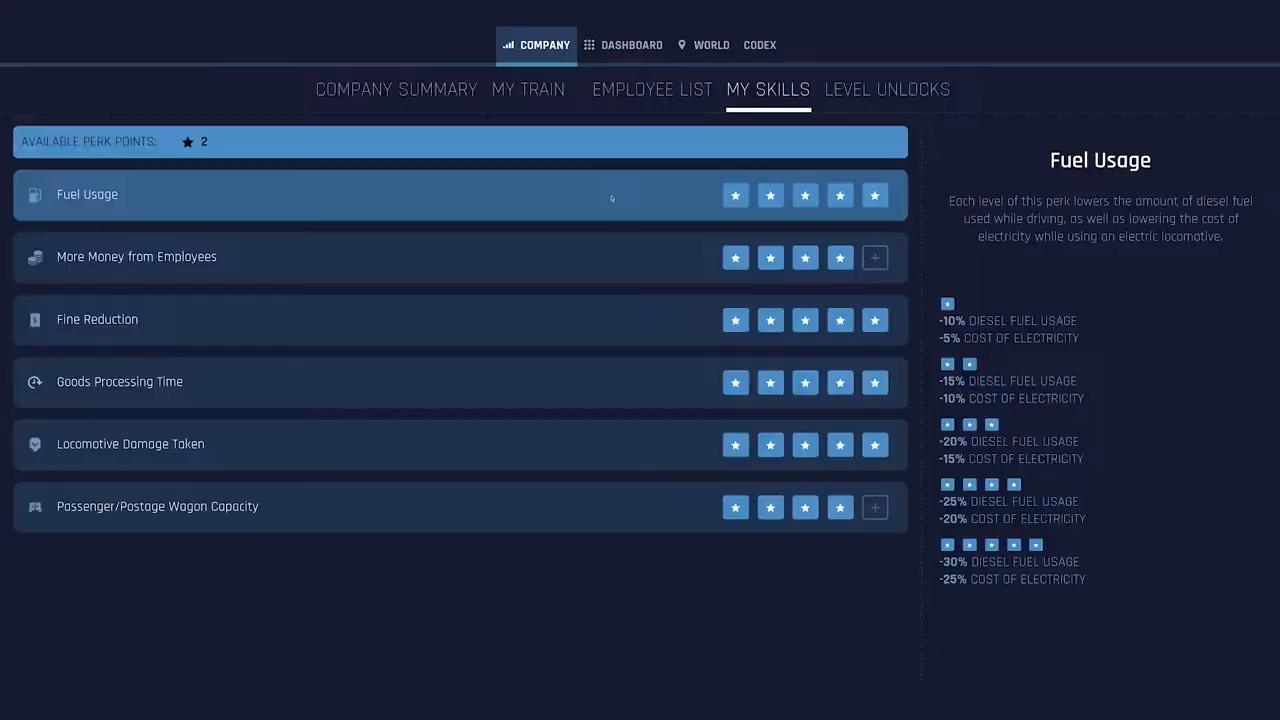 COMPANY DASHBOARD WORLD CODEX
COMPANY SUMMARY MY TRAIN EMPLOYEE LIST MY SKILLS LEVEL UNLOCKS
AVAILABLE PERK POINTS: 2
Fuel Usage
More Money from Employees
Fine Reduction
Goods Processing Time
Locomotive Damage Taken
Passenger/Postage Wagon Capacity
Fuel Usage
Each level of this perk lowers the amount of diesel fuel
used while driving, as well as lowering the cost of
electricity while using an electric locomotive.
-10% DIESEL FUEL USAGE
-5% COST OF ELECTRICITY
-15% DIESEL FUEL USAGE
-10% COST OF ELECTRICITY
-20% DIESEL FUEL USAGE
-15% COST OF ELECTRICITY
-25% DIESEL FUEL USAGE
-20% COST OF ELECTRICITY
-30% DIESEL FUEL USAGE
-25% COST OF ELECTRICITY